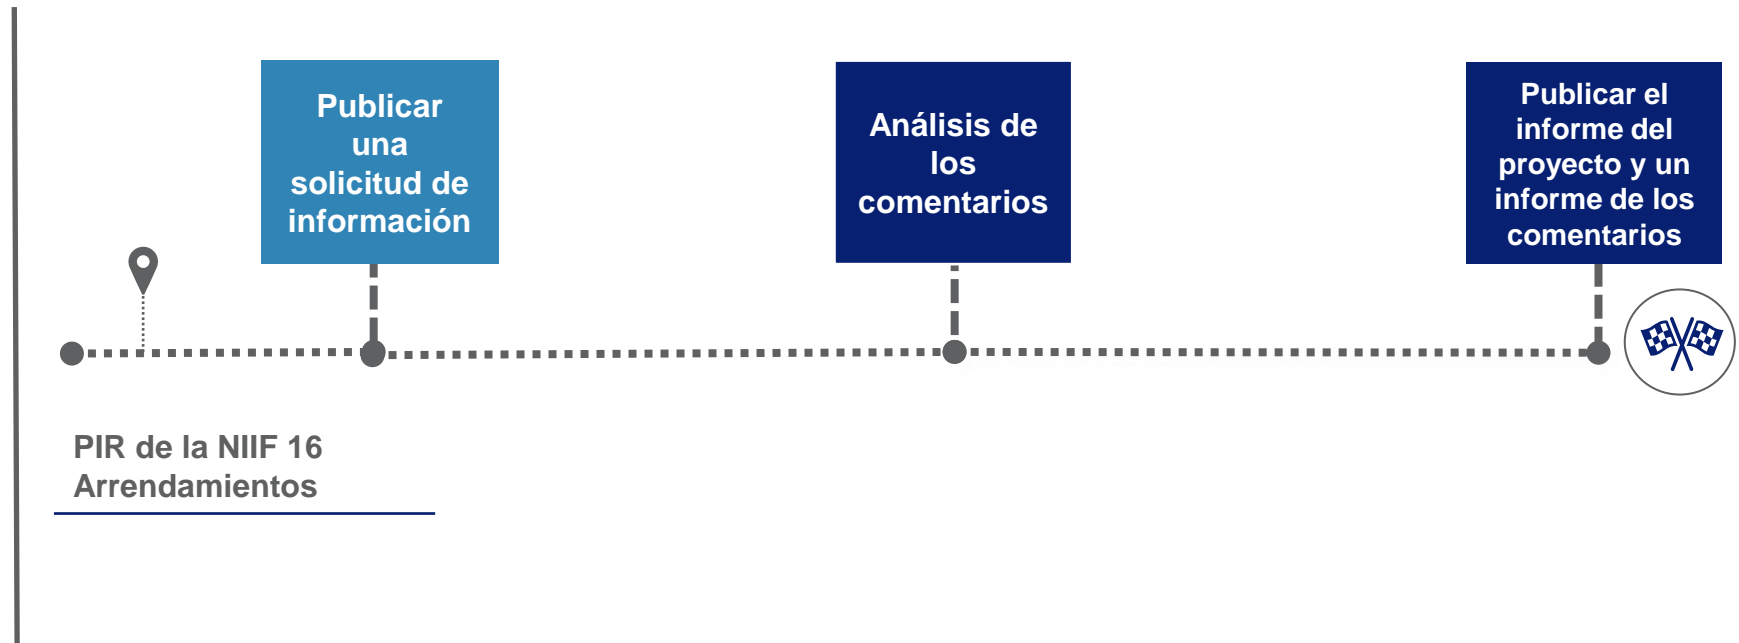 Publicar
una
solicitud de
información
Análisis de
los
comentarios
Publicar el
informe del
proyecto y un
informe de los
comentarios
PIR de la NIIF 16
Arrendamientos